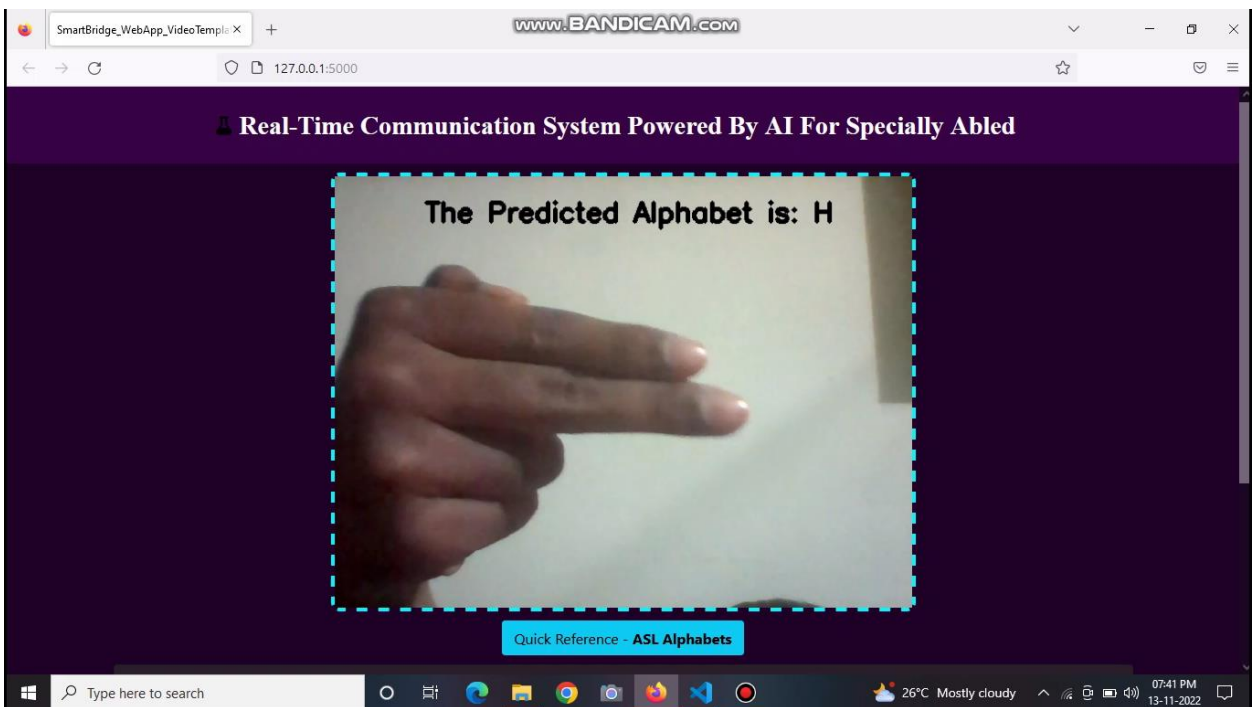 www.BANDICAM.COM
SmartBridge_WebApp_VideoTempla
127.0.0.1:5000
Real-Time Communication System Powered By AI For Specially Abled
The Predicted Alphabet is: H
Quick Reference - ASL Alphabets
Type here to search
26°C Mostly cloudy
07:41 PM
13-11-2022